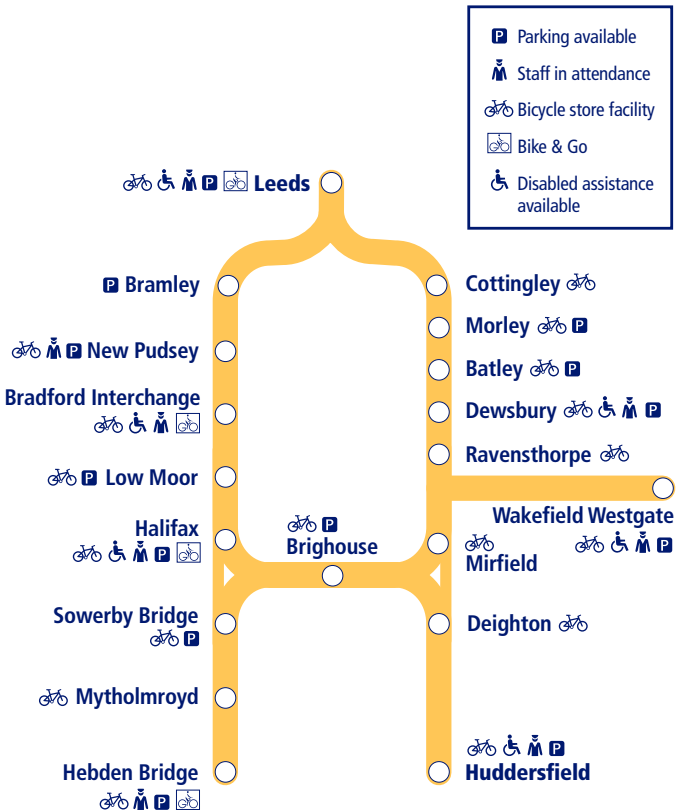 P Parking available
Staff in attendance
Bicycle store facility
Bike & Go
Disabled assistance
available
P Leeds
P Bramley
Cottingley
Morley P
P New Pudsey
Batley P
Bradford Interchange
Dewsbury P
Ravensthorpe
P Low Moor
Wakefield Westgate
P
Halifax
P
P
Brighouse
Mirfield
Sowerby Bridge
P
Deighton
Mytholmroyd
Hebden Bridge
P
P
Huddersfield